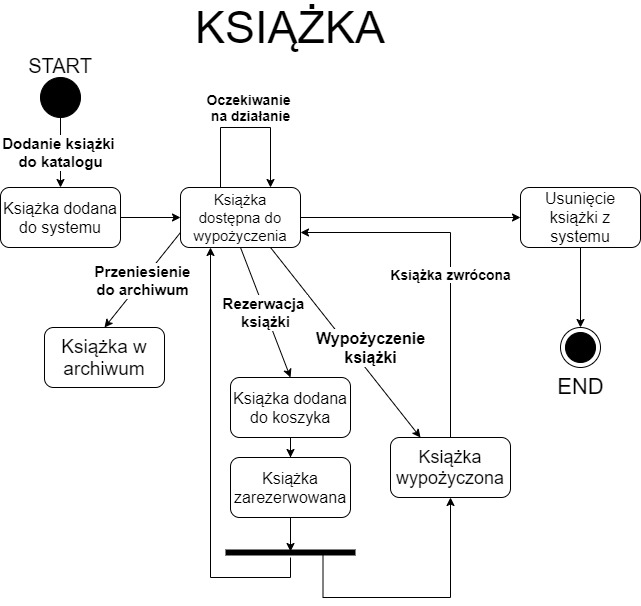 KSIĄŻKA
START
Dodanie książki
do katalogu
Oczekiwanie
na działanie
Książka dodana
do systemu
Książka
dostępna do
wypożyczenia
Usunięcie
książki z
systemu
Przeniesienie
do archiwum
Rezerwacja
książki
Książka zwrócona
Wypożyczenie
książki
Książka w
archiwum
END
Książka dodana
do koszyka
Książka
wypożyczona
Książka
zarezerwowana